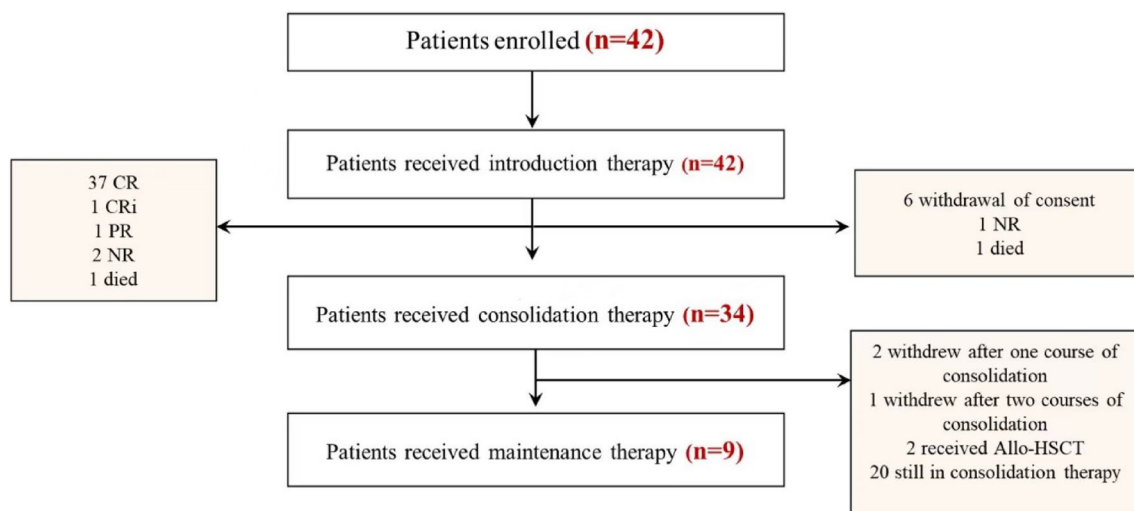 Patients enrolled (n=42)
Patients received introduction therapy (n=42)
37 CR
1 CRi
1 PR
2 NR
1 died
6 withdrawal of consent
1 NR
1 died
Patients received consolidation therapy (n=34)
2 withdrew after one course of
consolidation
1 withdrew after two courses of
consolidation
2 received Allo-HSCT
20 still in consolidation therapy
Patients received maintenance therapy (n=9)